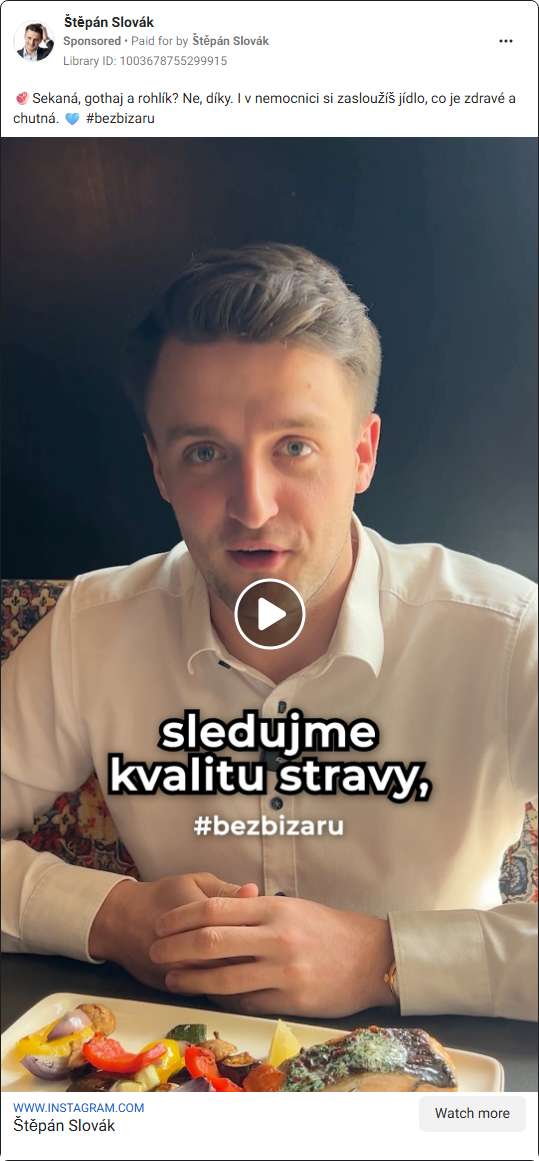 Štěpán Slovák
Sponsored • Paid for by Štěpán Slovák
Library ID: 1003678755299915
🥩 Sekaná, gothaj a rohlík? Ne, díky. I v nemocnici si zasloužíš jídlo, co je zdravé a
chutná. 🩵 #bezbizaru
sledujme
kvalitu stravy,
#bezbizaru
WWW.INSTAGRAM.COM
Štěpán Slovák
Watch more